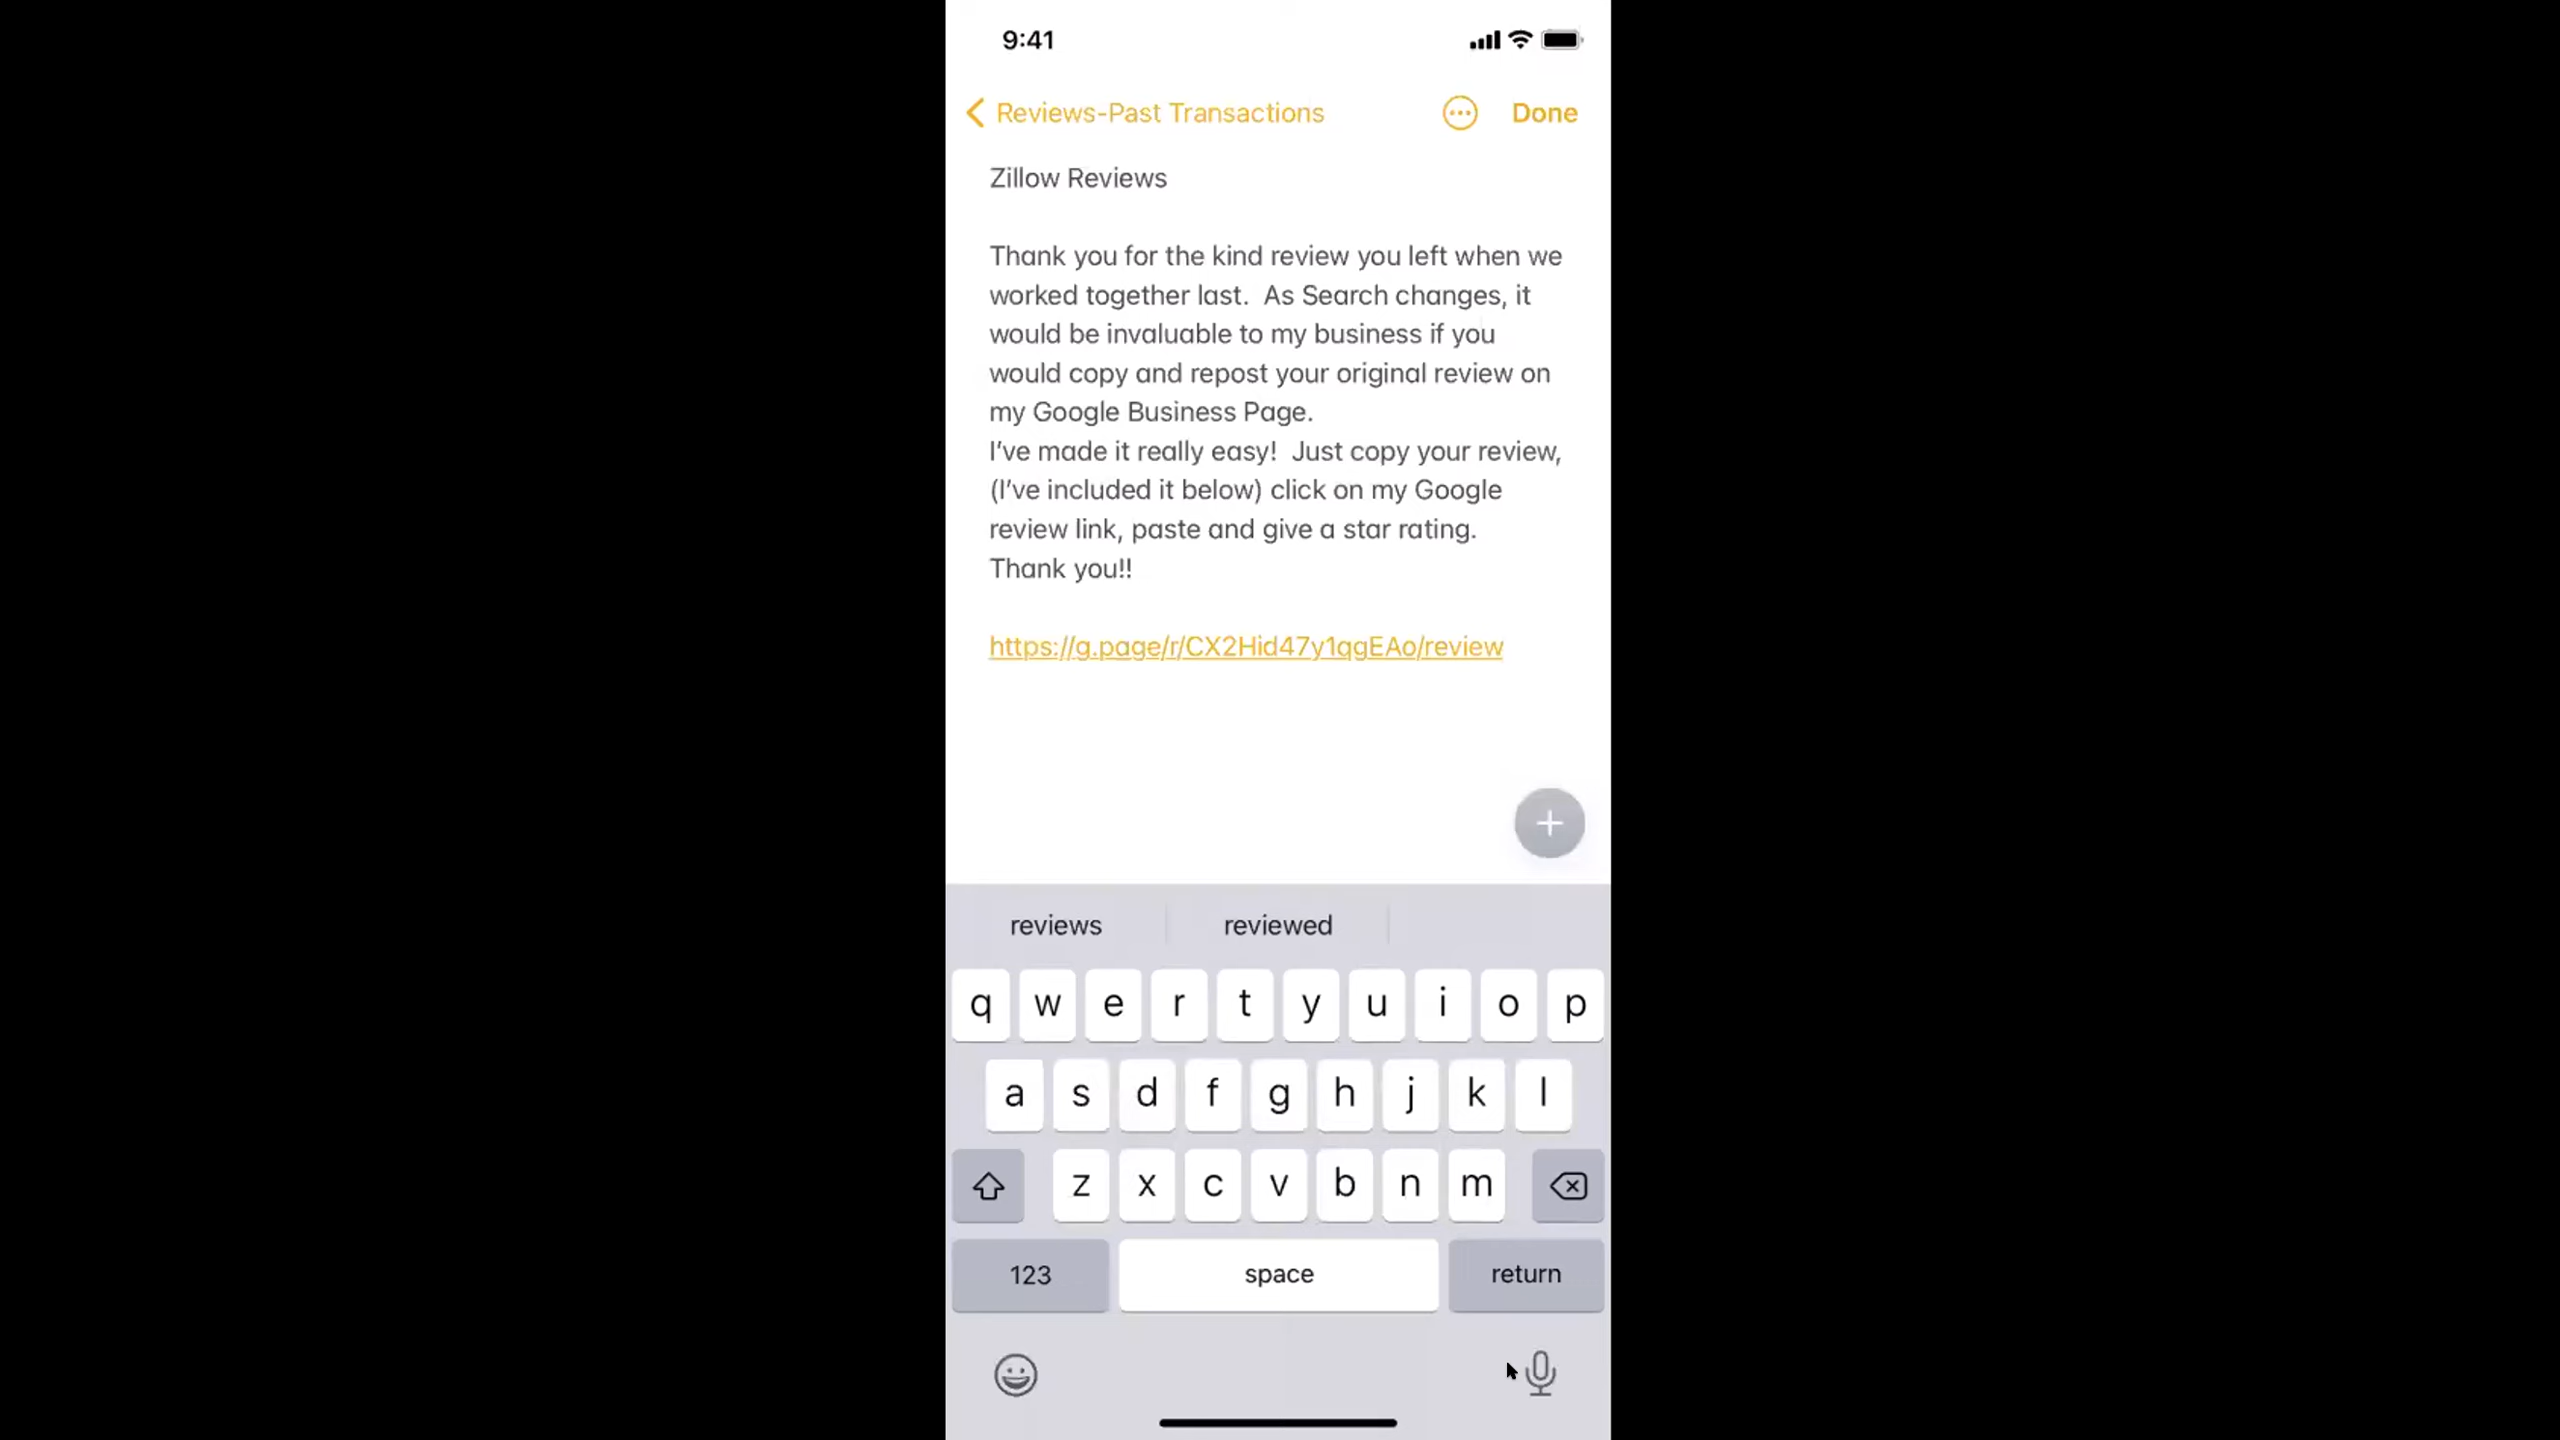 9:41
Reviews-Past Transactions
Done
Zillow Reviews
Thank you for the kind review you left when we
worked together last.  As Search changes, it
would be invaluable to my business if you
would copy and repost your original review on
my Google Business Page.
I’ve made it really easy!  Just copy your review,
(I’ve included it below) click on my Google
review link, paste and give a star rating.
Thank you!!
https://g.page/r/CX2Hid47y1qgEAo/review
reviews reviewed
q w e r t y u i o p
a s d f g h j k l
z x c v b n m
123 space return